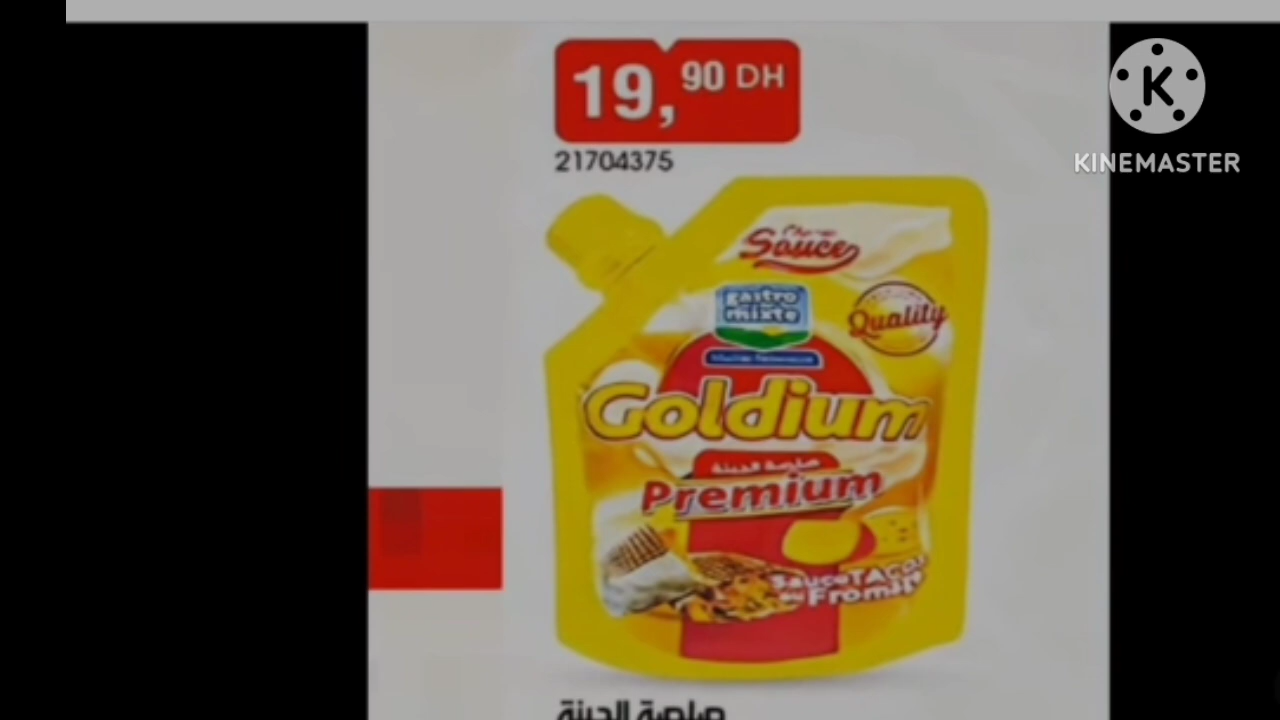 19,90 DH
21704375
KINEMASTER
Sauce
gastro
mixte
Quality
Goldium
صلصة الجبنة
Premium
Sauce TACOS
au Fromage
صلصة الجبنة